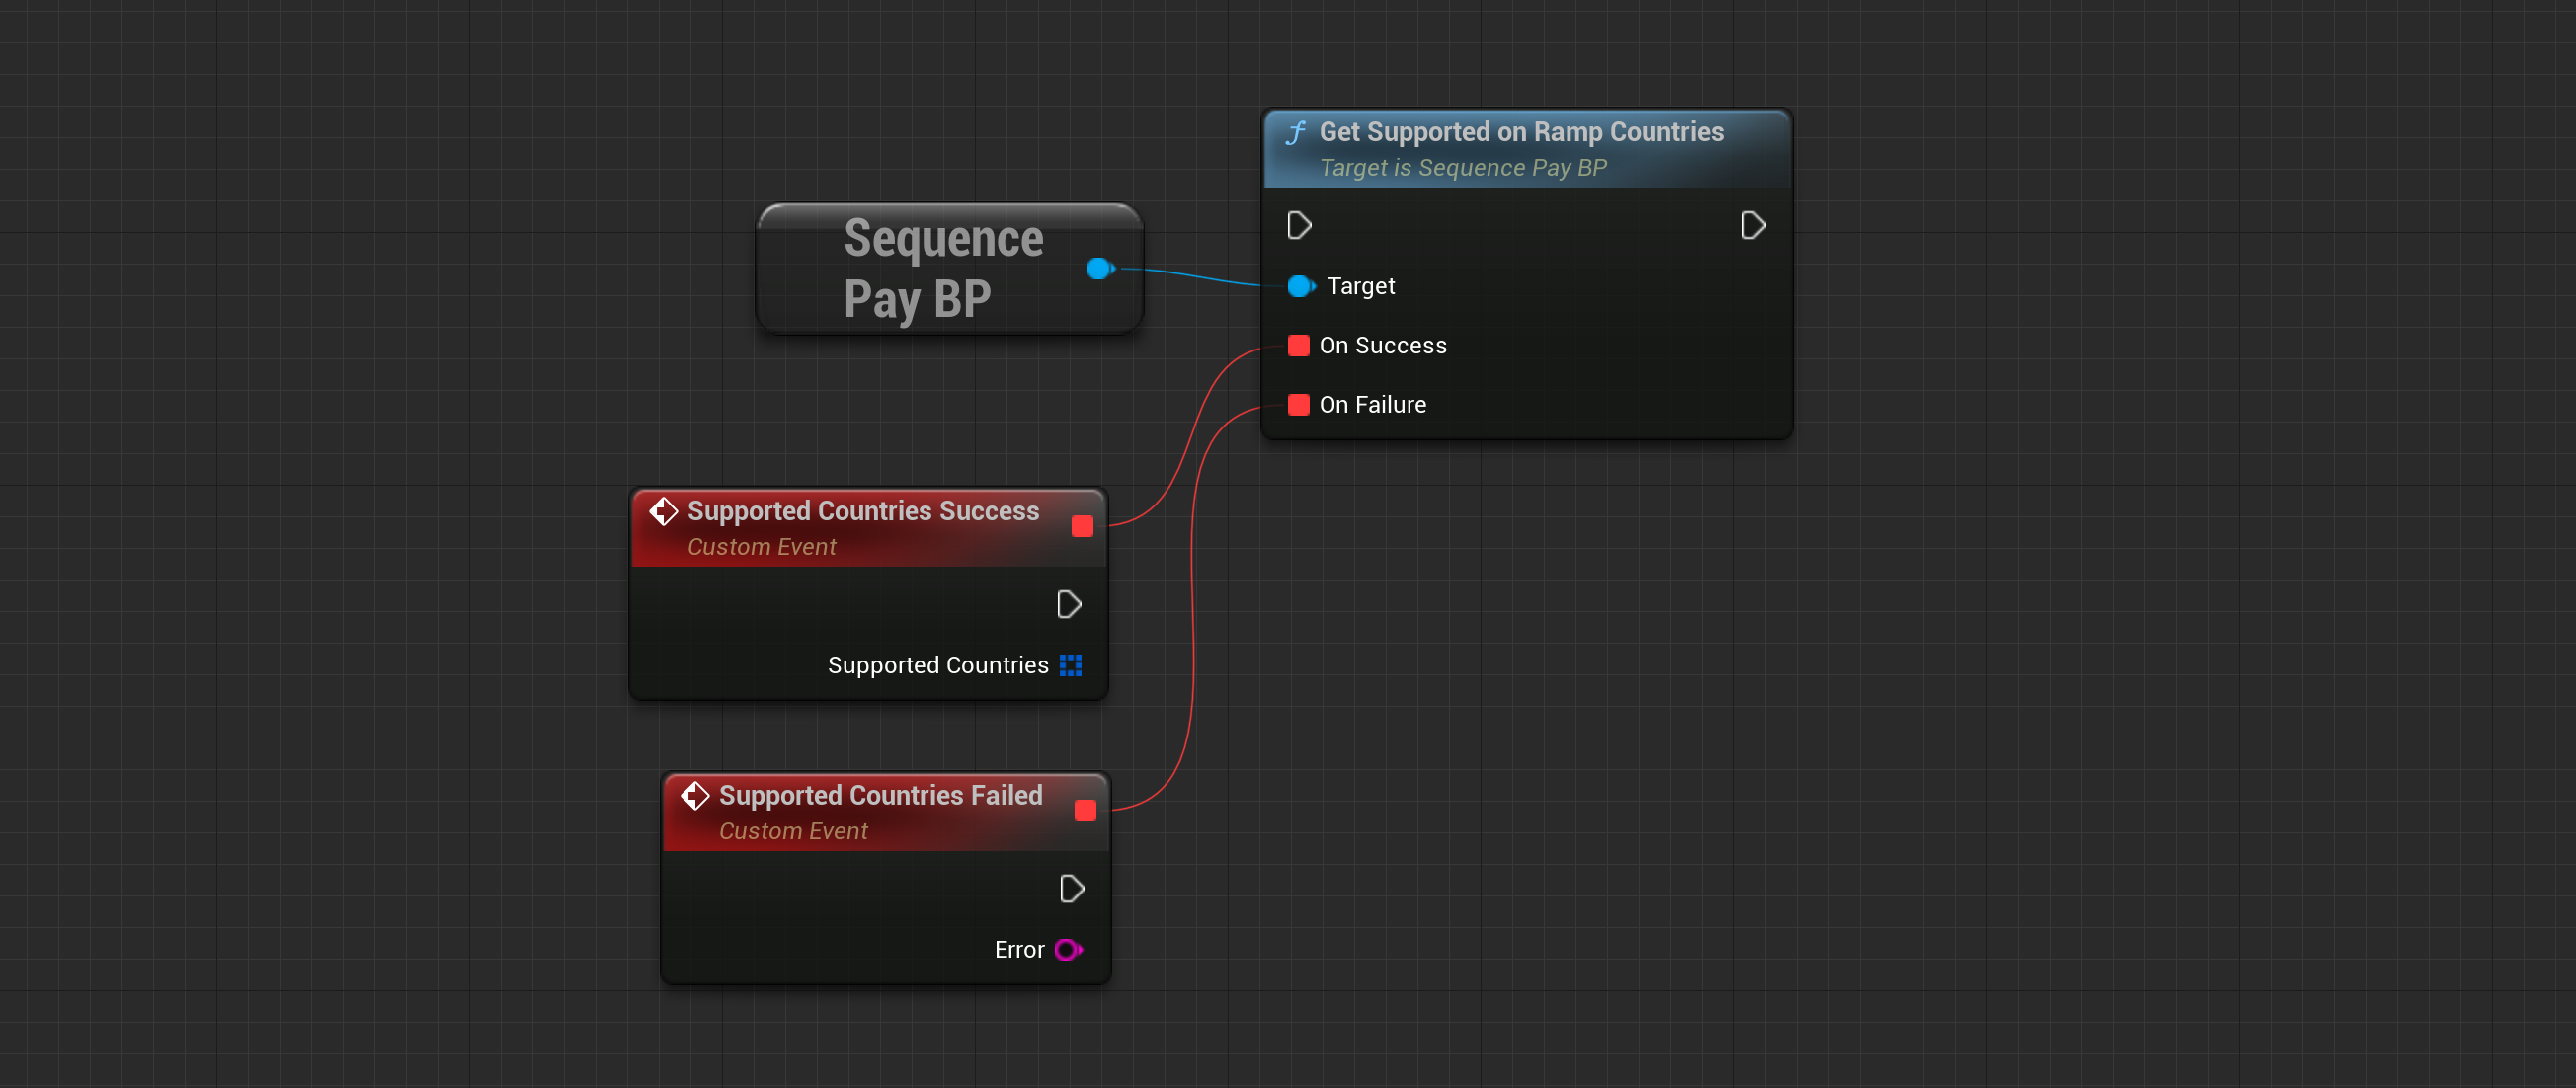 Get Supported on Ramp Countries
Target is Sequence Pay BP
Sequence
Pay BP
Target
On Success
On Failure
Supported Countries Success
Custom Event
Supported Countries
Supported Countries Failed
Custom Event
Error